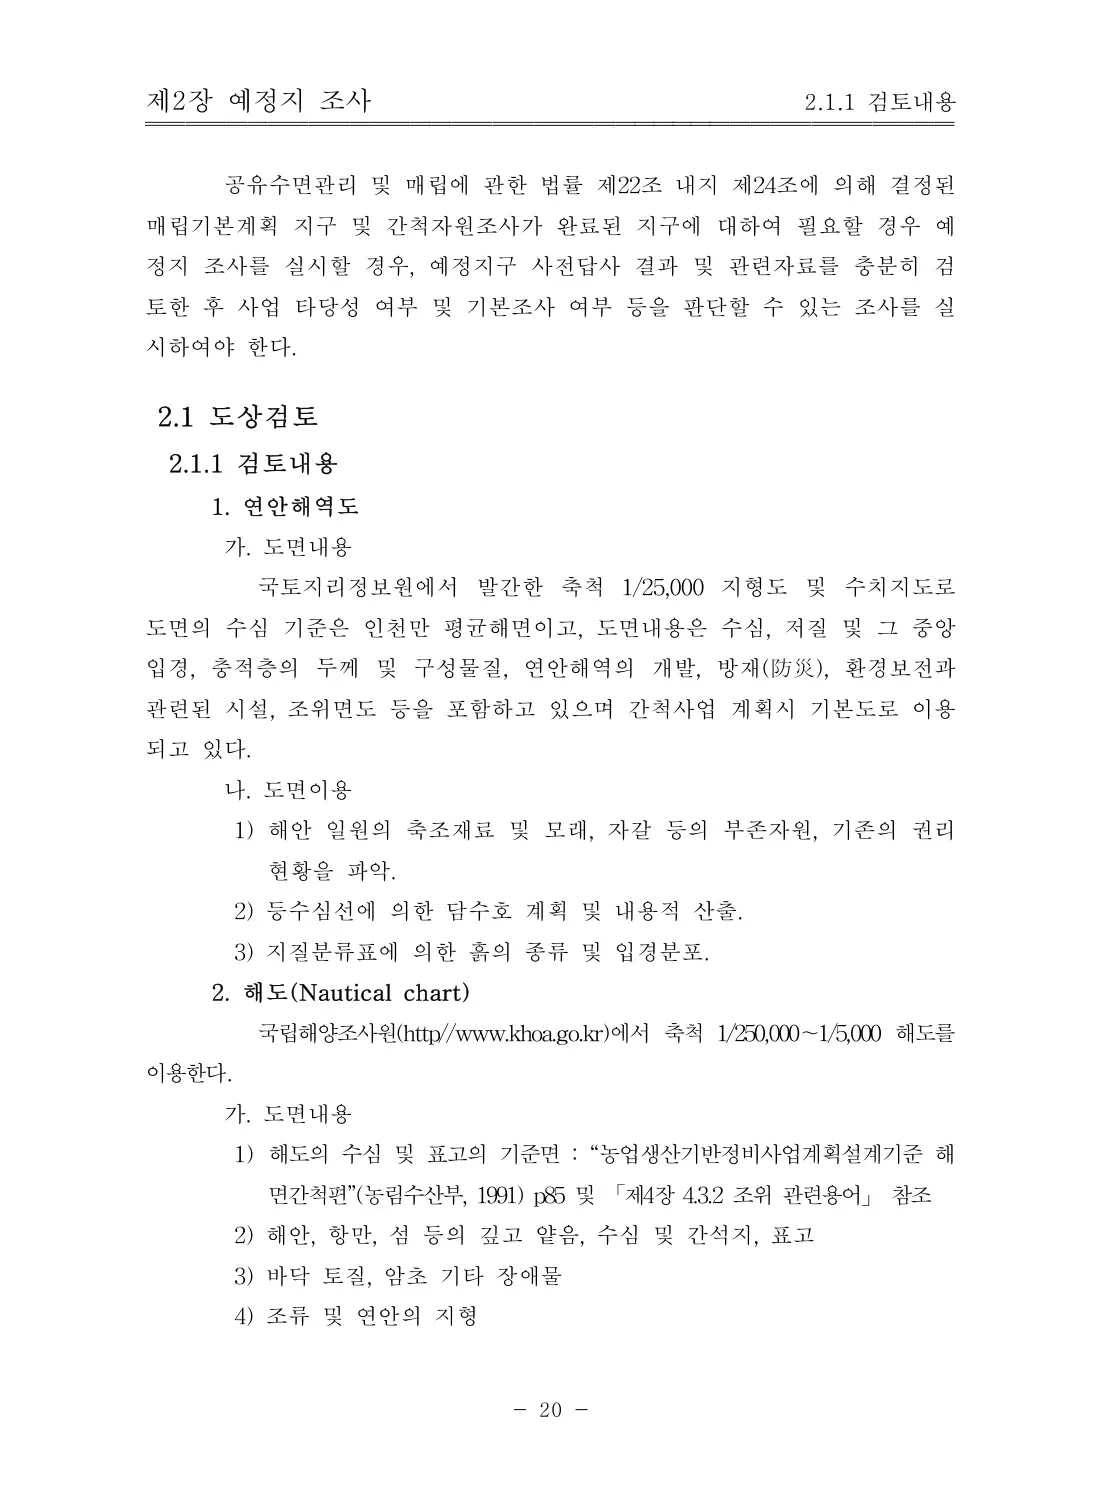 제2장 예정지 조사
2.1.1 검토내용
공유수면관리 및 매립에 관한 법률 제22조 내지 제24조에 의해 결정된
매립기본계획 지구 및 간척자원조사가 완료된 지구에 대하여 필요할 경우 예
정지 조사를 실시할 경우, 예정지구 사전답사 결과 및 관련자료를 충분히 검
토한 후 사업 타당성 여부 및 기본조사 여부 등을 판단할 수 있는 조사를 실
시하여야 한다.
2.1 도상검토
2.1.1 검토내용
1. 연안해역도
가. 도면내용
국토지리정보원에서 발간한 축척 1/25,000 지형도 및 수치지도로
도면의 수심 기준은 인천만 평균해면이고, 도면내용은 수심, 저질 및 그 중앙
입경, 충적층의 두께 및 구성물질, 연안해역의 개발, 방재(防災), 환경보전과
관련된 시설, 조위면도 등을 포함하고 있으며 간척사업 계획시 기본도로 이용
되고 있다.
나. 도면이용
1) 해안 일원의 축조재료 및 모래, 자갈 등의 부존자원, 기존의 권리
현황을 파악.
2) 등수심선에 의한 담수호 계획 및 내용적 산출.
3) 지질분류표에 의한 흙의 종류 및 입경분포.
2. 해도(Nautical chart)
국립해양조사원(http//www.khoa.go.kr)에서 축척 1/250,000~1/5,000 해도를
이용한다.
가. 도면내용
1) 해도의 수심 및 표고의 기준면 : “농업생산기반정비사업계획설계기준 해
면간척편”(농림수산부, 1991) p85 및 「제4장 4.3.2 조위 관련용어」 참조
2) 해안, 항만, 섬 등의 깊고 얕음, 수심 및 간석지, 표고
3) 바닥 토질, 암초 기타 장애물
4) 조류 및 연안의 지형
- 20 -